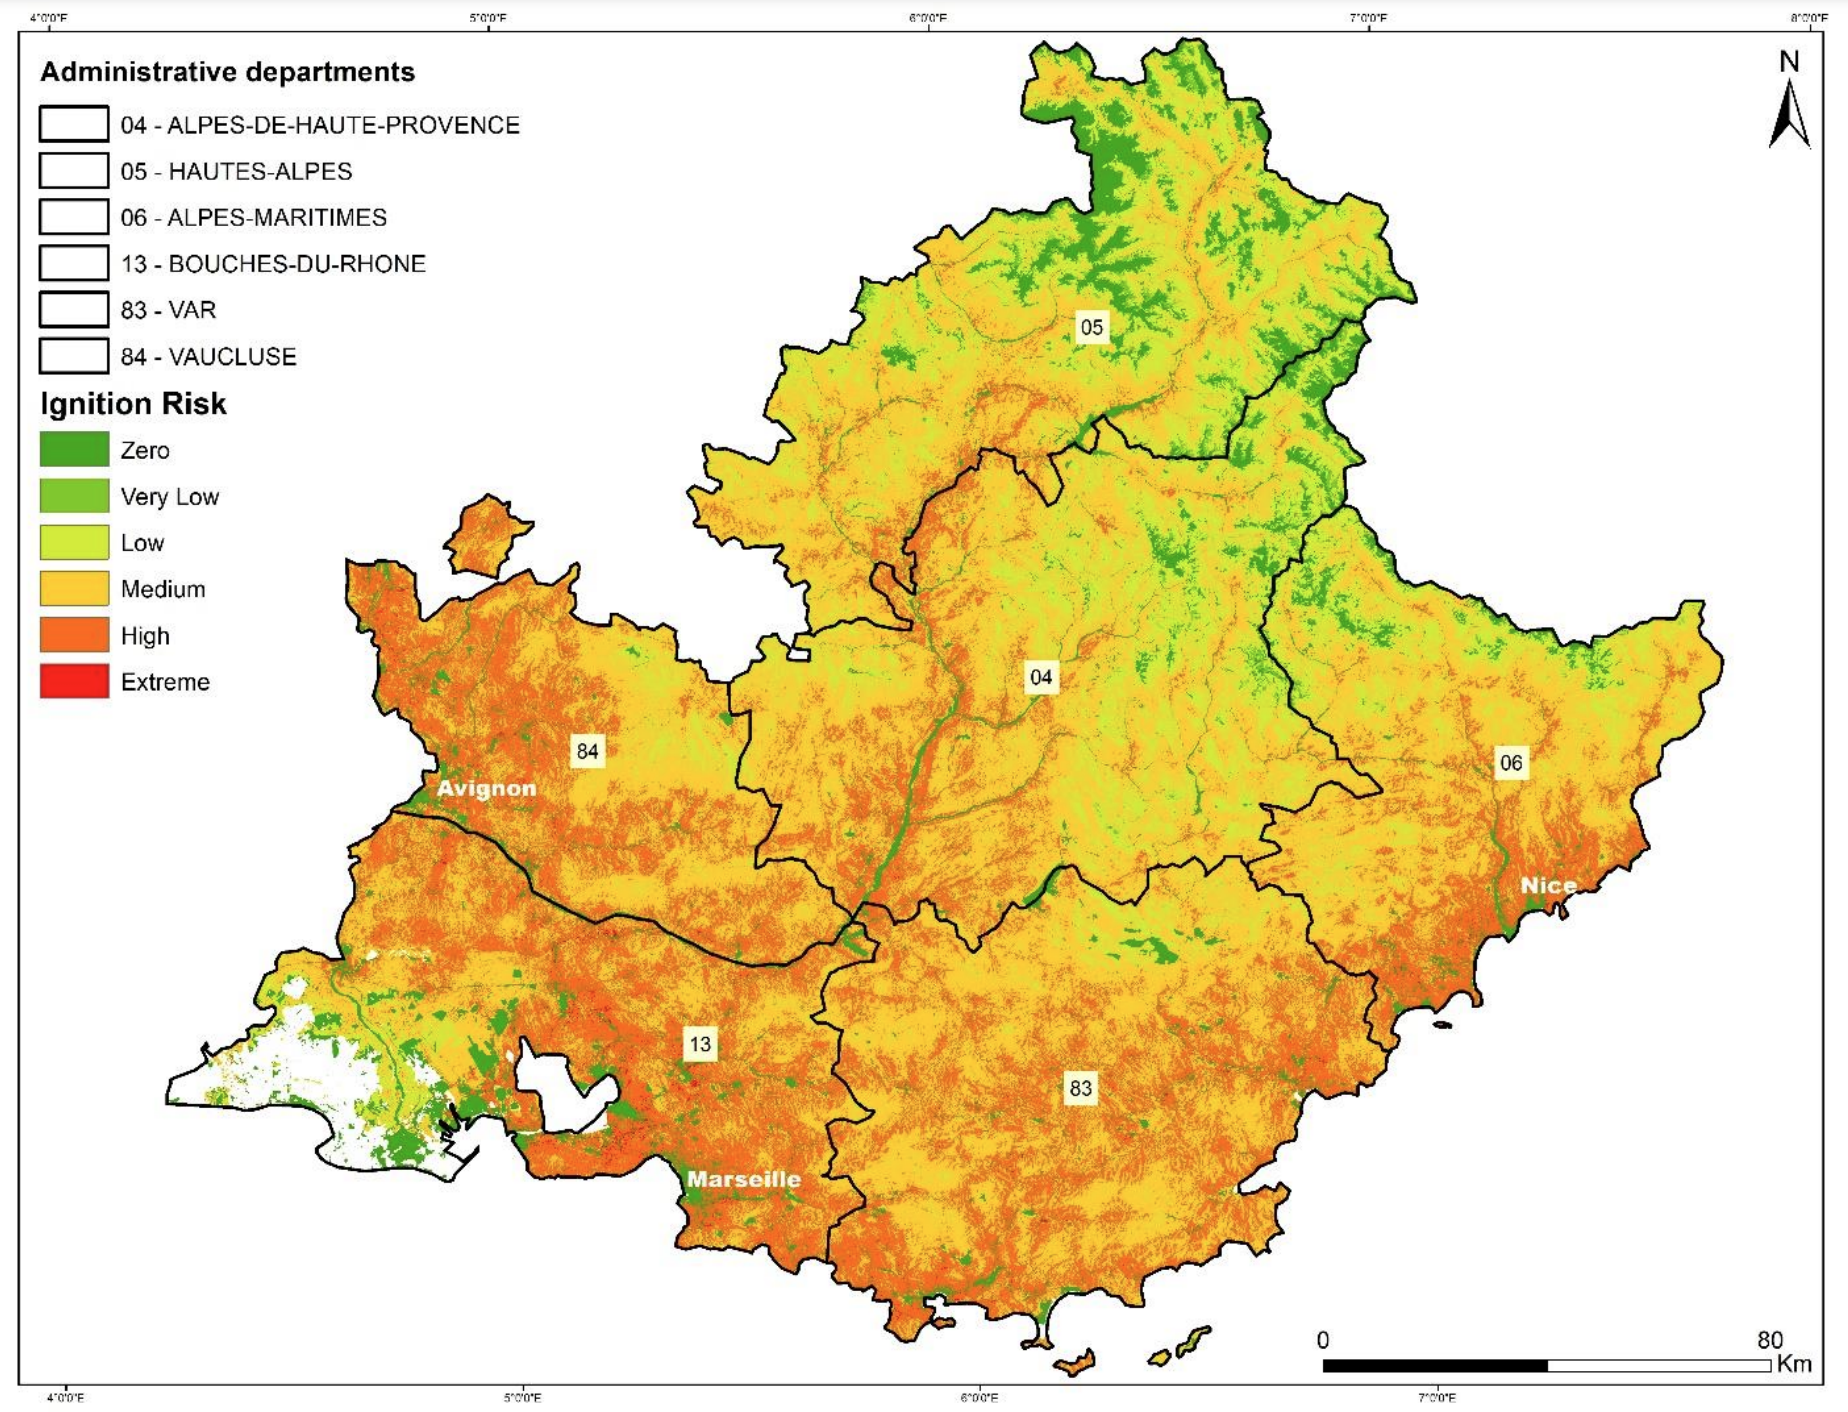 4°0'0"E
5°0'0"E
6°0'0"E
7°0'0"E
8°0'0"E
Administrative departments
04 - ALPES-DE-HAUTE-PROVENCE
05 - HAUTES-ALPES
06 - ALPES-MARITIMES
13 - BOUCHES-DU-RHONE
83 - VAR
84 - VAUCLUSE
Ignition Risk
Zero
Very Low
Low
Medium
High
Extreme
N
05
04
84
06
Avignon
Nice
13
83
Marseille
0
80
Km
4°0'0"E
5°0'0"E
6°0'0"E
7°0'0"E